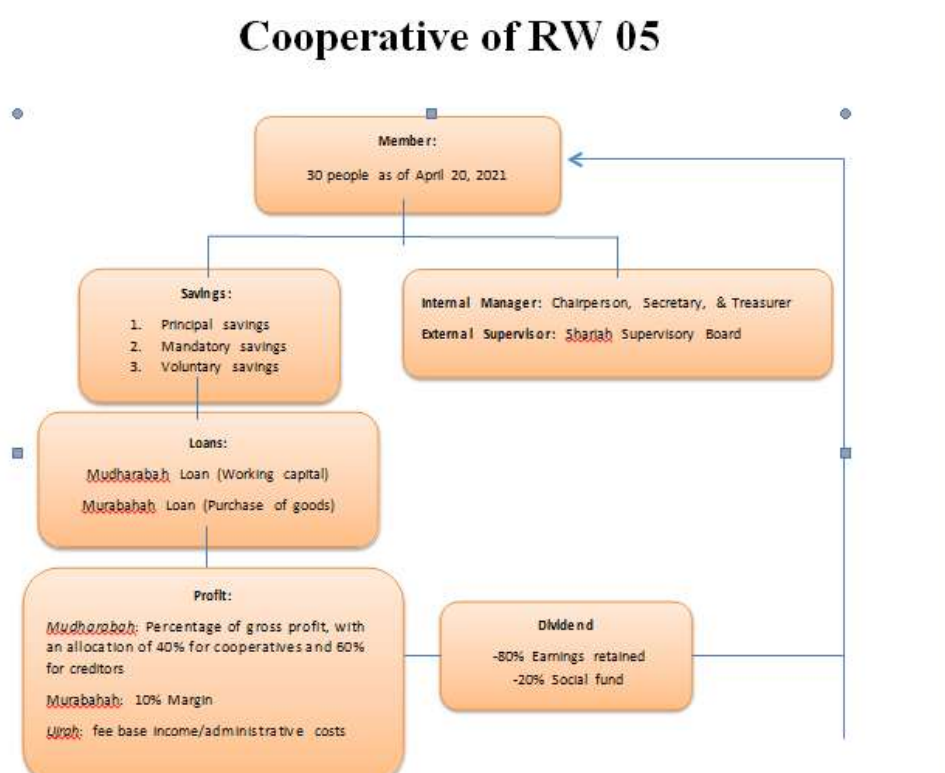 Cooperative of RW 05
Member:
30 people as of April 20, 2021
Savings:
1. Principal savings
2. Mandatory savings
3. Voluntary savings
Internal Manager: Chairperson, Secretary, & Treasurer
External Supervisor: Shariah Supervisory Board
Loans:
Mudharabah Loan (Working capital)
Murabahah Loan (Purchase of goods)
Profit:
Mudharabah: Percentage of gross profit, with
an allocation of 40% for cooperatives and 60%
for creditors
Murabahah: 10% Margin
Ujrah: fee base income/administrative costs
Dividend
-80% Earnings retained
-20% Social fund